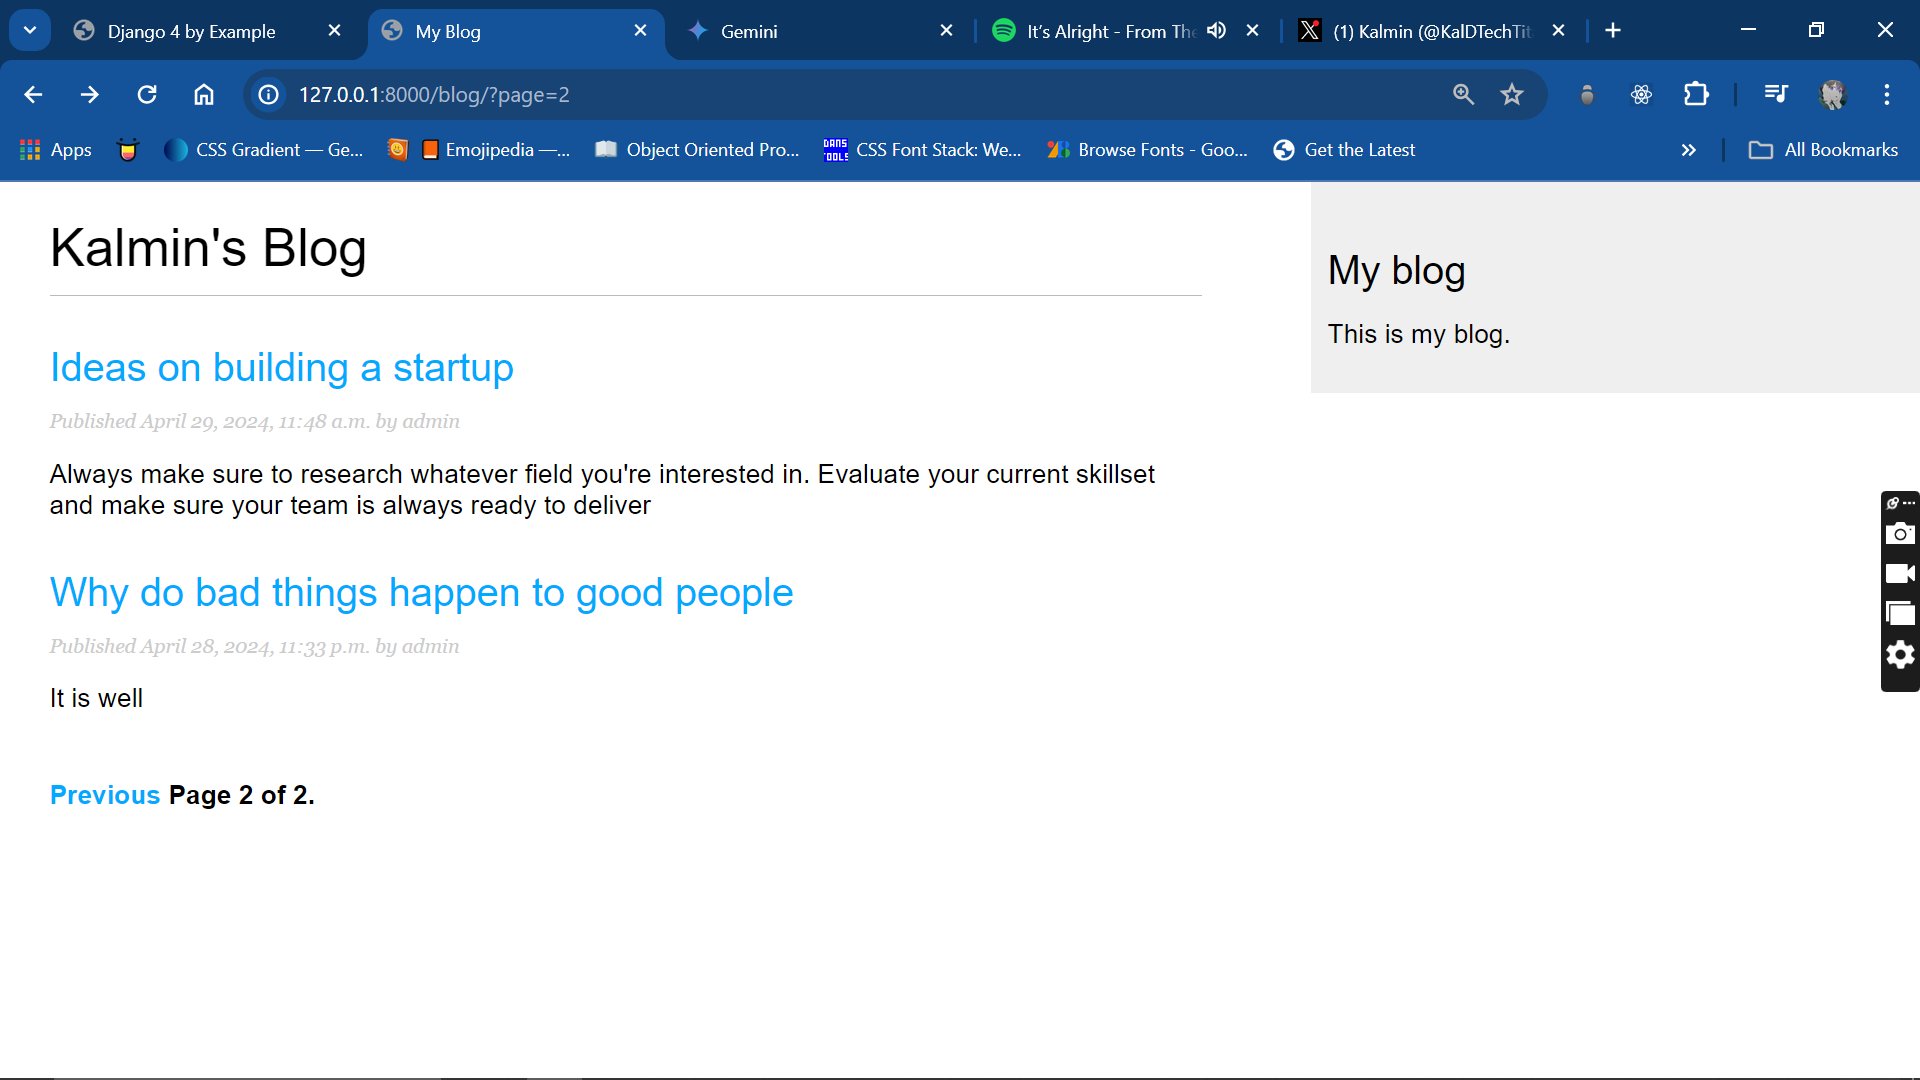 Django 4 by Example
My Blog
Gemini
It's Alright - From The
(1) Kalmin (@KalDTechTit
127.0.0.1:8000/blog/?page=2
Apps
CSS Gradient — Ge...
Emojipedia —...
Object Oriented Pro...
DANS TOOLS
CSS Font Stack: We...
Browse Fonts - Goo...
Get the Latest
All Bookmarks
Kalmin's Blog
Ideas on building a startup
Published April 29, 2024, 11:48 a.m. by admin
Always make sure to research whatever field you're interested in. Evaluate your current skillset
and make sure your team is always ready to deliver
Why do bad things happen to good people
Published April 28, 2024, 11:33 p.m. by admin
It is well
Previous Page 2 of 2.
My blog
This is my blog.